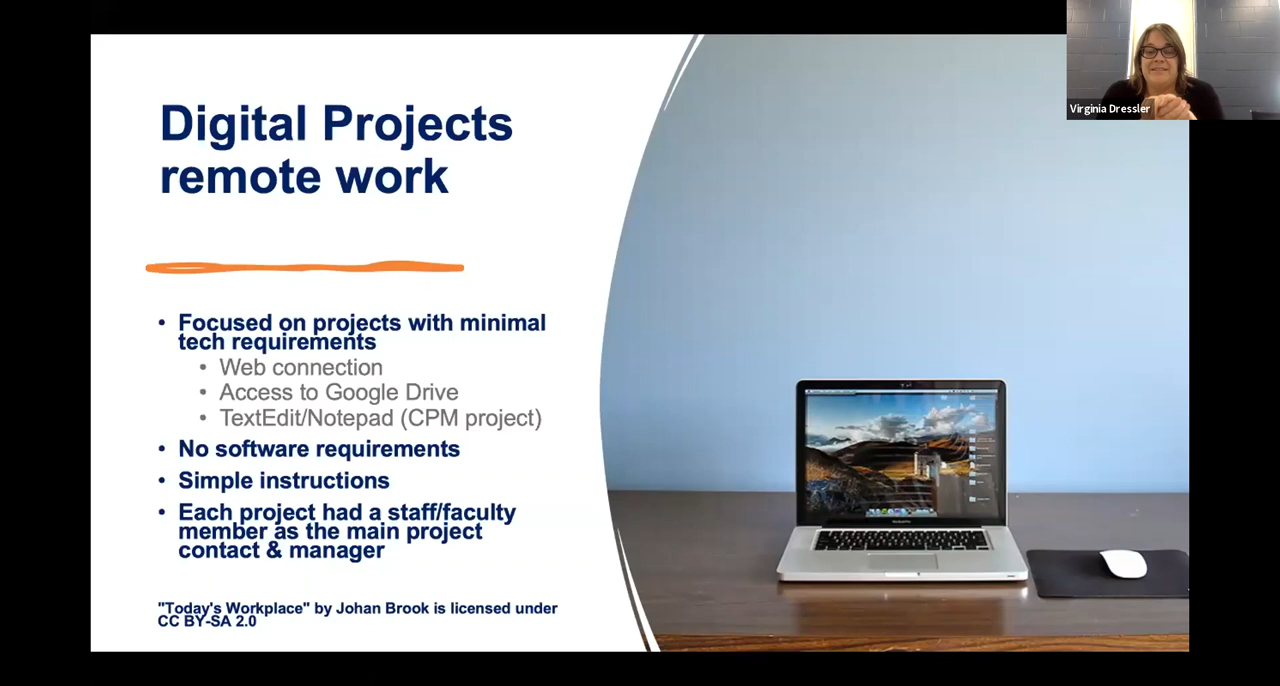 Digital Projects
remote work
• Focused on projects with minimal
tech requirements
• Web connection
• Access to Google Drive
• TextEdit/Notepad (CPM project)
• No software requirements
• Simple instructions
• Each project had a staff/faculty
member as the main project
contact & manager
"Today's Workplace" by Johan Brook is licensed under
CC BY-SA 2.0
Virginia Dressler